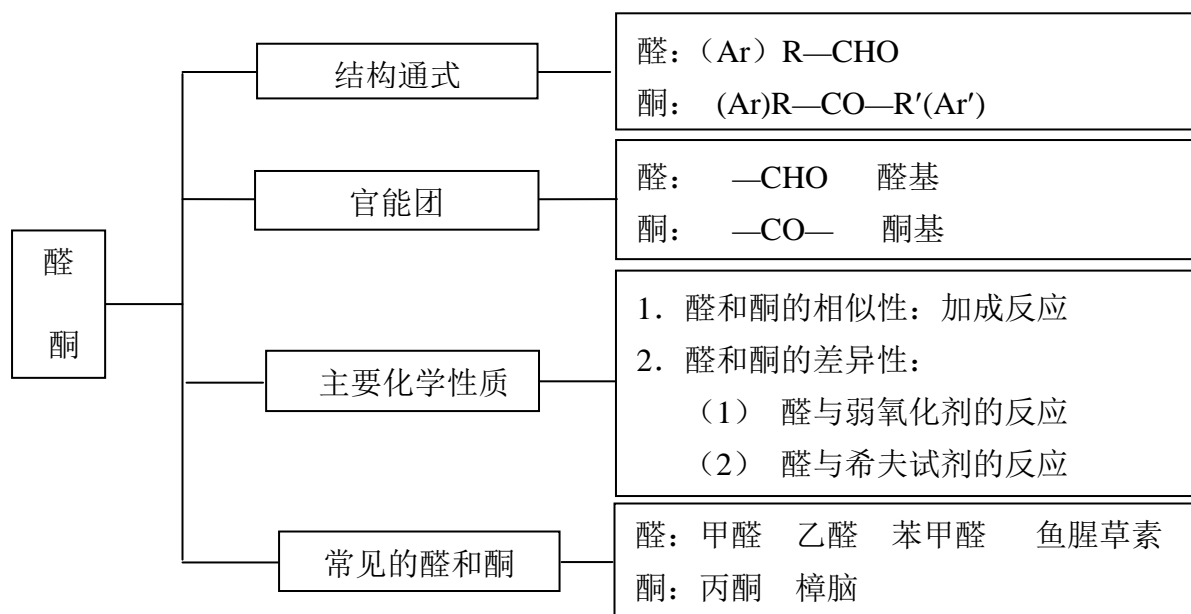 醛
酮
结构通式
醛:（Ar）R—CHO
酮: (Ar)R—CO—R′(Ar′)
官能团
醛: —CHO 醛基
酮: —CO— 酮基
主要化学性质
1. 醛和酮的相似性: 加成反应
2. 醛和酮的差异性:
（1） 醛与弱氧化剂的反应
（2） 醛与希夫试剂的反应
常见的醛和酮
醛: 甲醛 乙醛 苯甲醛 鱼腥草素
酮: 丙酮 樟脑